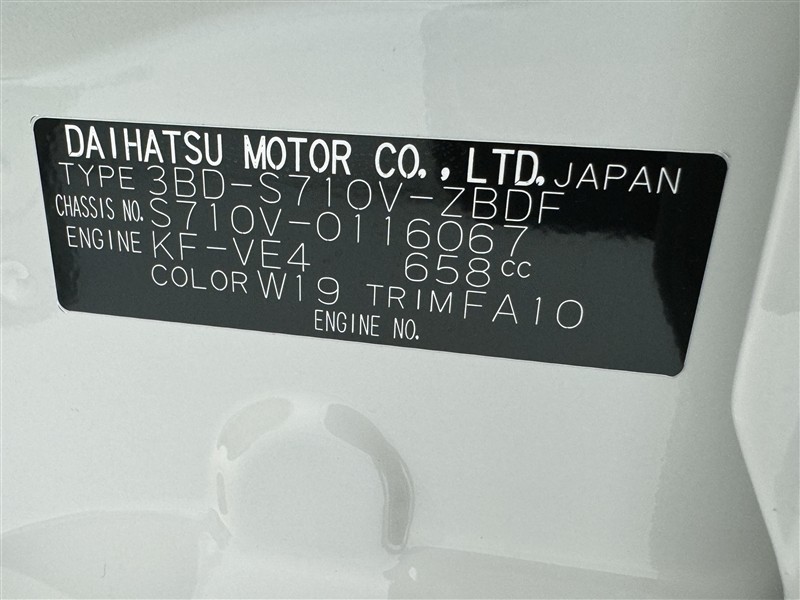 DAIHATSU MOTOR CO., LTD. JAPAN
TYPE 3BD-S710V-ZBDF
CHASSIS NO. S710V-0116067
ENGINE KF-VE4 658cc
COLOR W19 TRIM FA10
ENGINE NO.